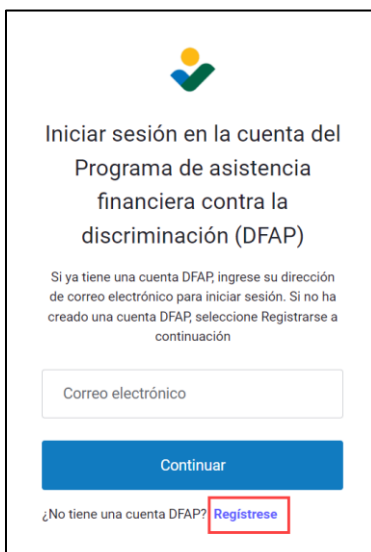 Iniciar sesión en la cuenta del
Programa de asistencia
financiera contra la
discriminación (DFAP)
Si ya tiene una cuenta DFAP, ingrese su dirección
de correo electrónico para iniciar sesión. Si no ha
creado una cuenta DFAP, seleccione Registrarse a
continuación
Correo electrónico
Continuar
¿No tiene una cuenta DFAP? Regístrese